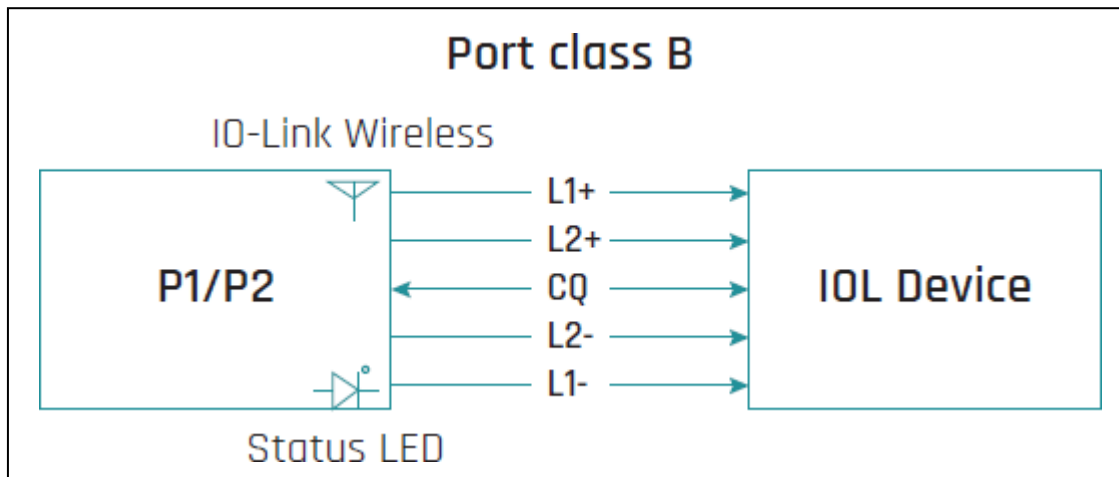 Port class B
IO-Link Wireless
L1+
L2+
P1/P2
CQ
IOL Device
L2-
L1-
Status LED